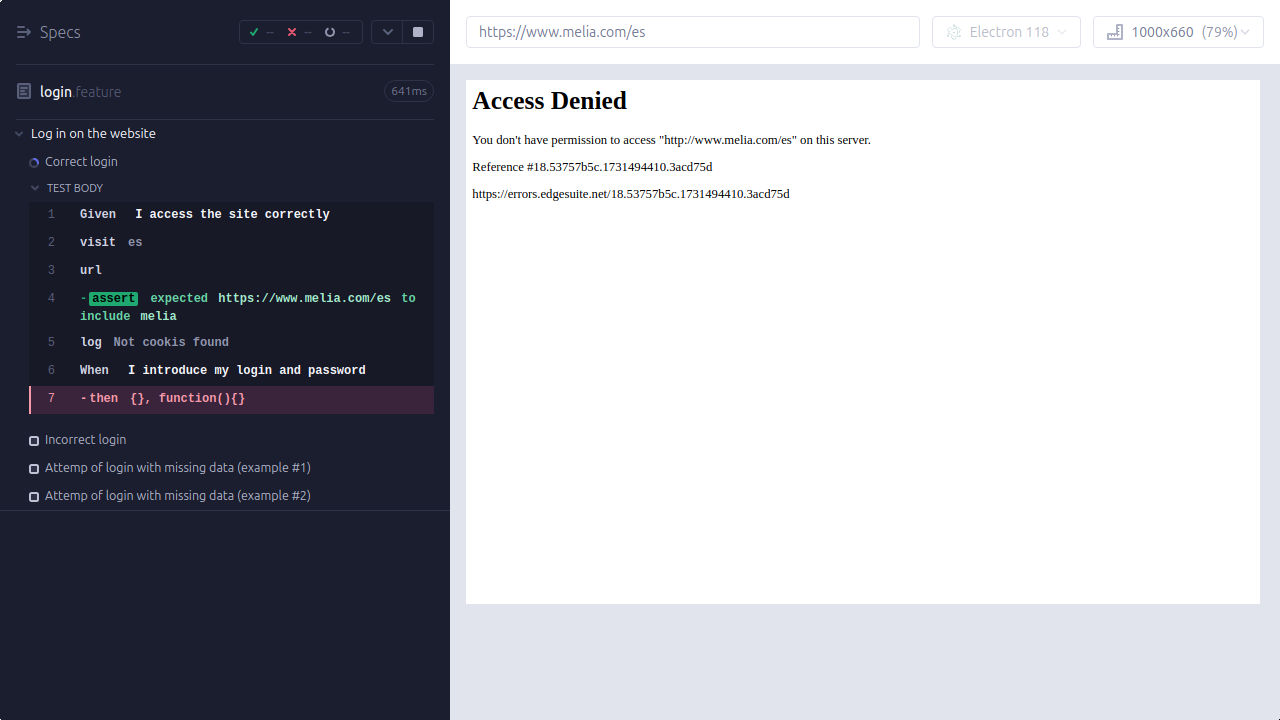 Specs
--
--
--
login.feature
641ms
Log in on the website
Correct login
TEST BODY
1 Given I access the site correctly
2 visit es
3 url
4 -assert expected https://www.melia.com/es to
include melia
5 log Not cookis found
6 When I introduce my login and password
7 -then {}, function(){}
Incorrect login
Attemp of login with missing data (example #1)
Attemp of login with missing data (example #2)
https://www.melia.com/es
Electron 118
1000x660 (79%)
Access Denied
You don't have permission to access "http://www.melia.com/es" on this server.
Reference #18.53757b5c.1731494410.3acd75d
https://errors.edgesuite.net/18.53757b5c.1731494410.3acd75d